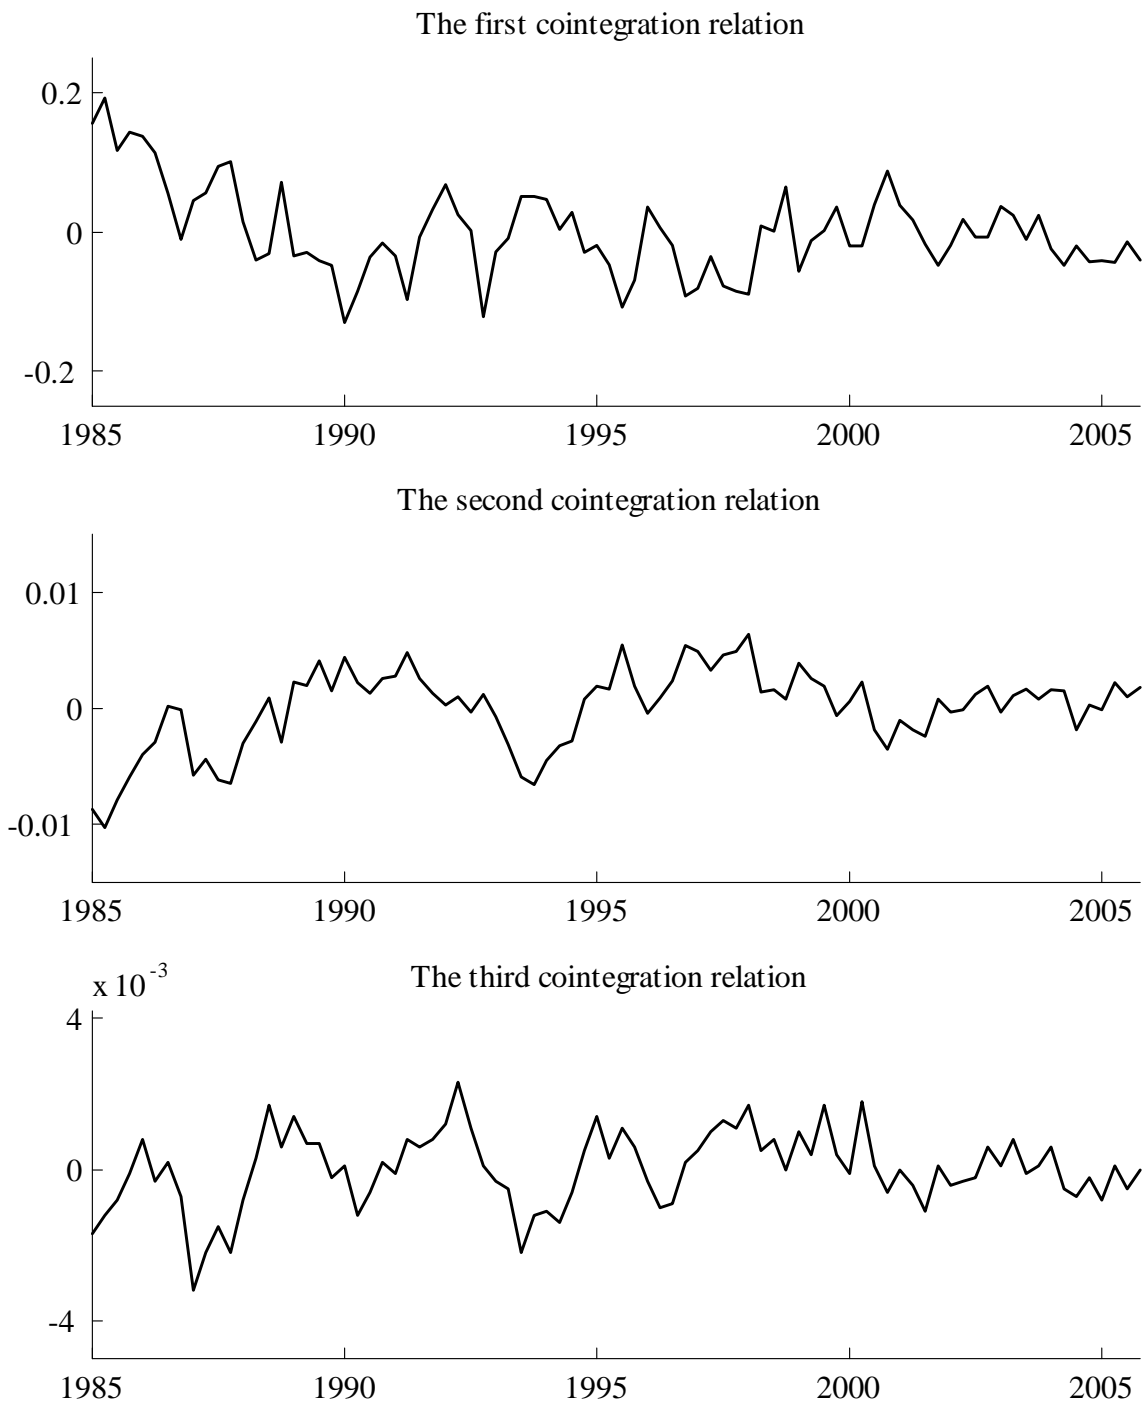 The first cointegration relation
0.2
0
-0.2
1985 1990 1995 2000 2005
The second cointegration relation
0.01
0
-0.01
1985 1990 1995 2000 2005
x 10^-3
The third cointegration relation
4
0
-4
1985 1990 1995 2000 2005